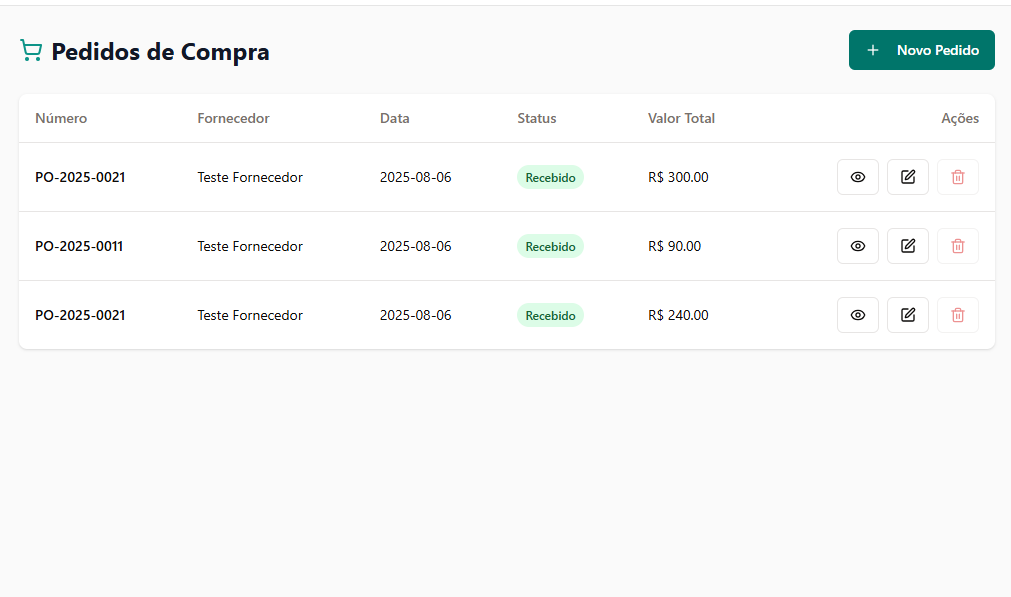 Pedidos de Compra
Novo Pedido
Número Fornecedor Data Status Valor Total Ações
PO-2025-0021 Teste Fornecedor 2025-08-06 Recebido R$ 300.00
PO-2025-0011 Teste Fornecedor 2025-08-06 Recebido R$ 90.00
PO-2025-0021 Teste Fornecedor 2025-08-06 Recebido R$ 240.00